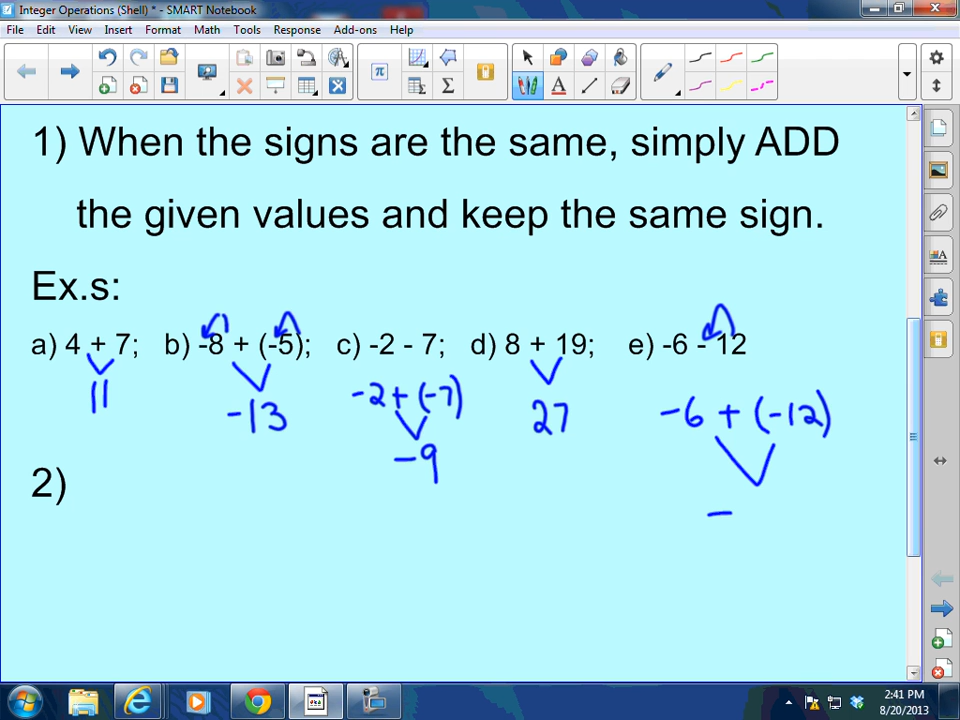 Integer Operations (Shell) * - SMART Notebook
File Edit View Insert Format Math Tools Response Add-ons Help
1) When the signs are the same, simply ADD
the given values and keep the same sign.
Ex.s:
a) 4 + 7; b) -8 + (-5); c) -2 - 7; d) 8 + 19; e) -6 - 12
11 -13 -2 + (-7) 27 -6 + (-12)
-9
2)
-
2:41 PM
8/20/2013